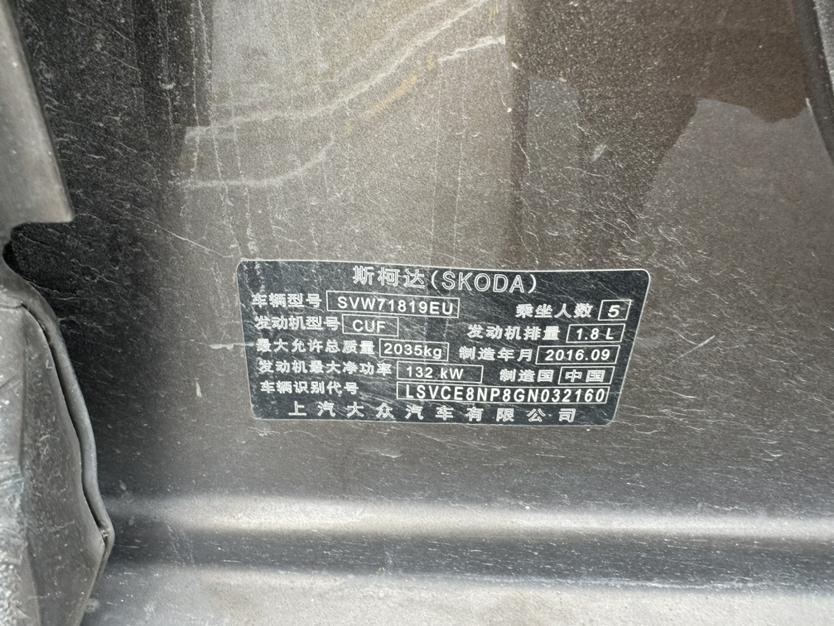 斯柯达(SKODA)
车辆型号 SVW71819EU 乘坐人数 5
发动机型号 CUF 发动机排量 1.8 L
最大允许总质量 2035kg 制造年月 2016.09
发动机最大净功率 132 kW 制造国 中国
车辆识别代号 LSVCE8NP8GN032160
上汽大众汽车有限公司